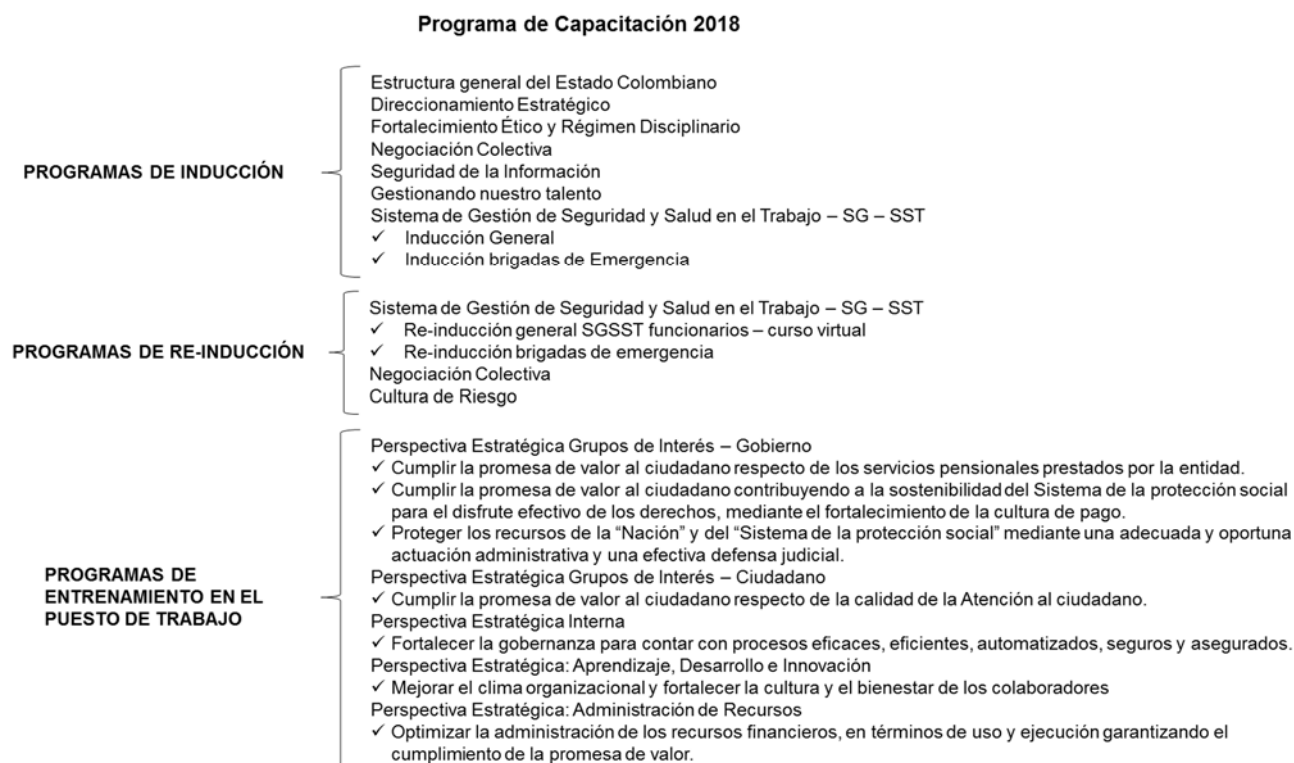 Programa de Capacitación 2018
PROGRAMAS DE INDUCCIÓN
Estructura general del Estado Colombiano
Direccionamiento Estratégico
Fortalecimiento Ético y Régimen Disciplinario
Negociación Colectiva
Seguridad de la Información
Gestionando nuestro talento
Sistema de Gestión de Seguridad y Salud en el Trabajo – SG – SST
✓ Inducción General
✓ Inducción brigadas de Emergencia
PROGRAMAS DE RE-INDUCCIÓN
Sistema de Gestión de Seguridad y Salud en el Trabajo – SG – SST
✓ Re-inducción general SGSST funcionarios – curso virtual
✓ Re-inducción brigadas de emergencia
Negociación Colectiva
Cultura de Riesgo
PROGRAMAS DE
ENTRENAMIENTO EN EL
PUESTO DE TRABAJO
Perspectiva Estratégica Grupos de Interés – Gobierno
✓ Cumplir la promesa de valor al ciudadano respecto de los servicios pensionales prestados por la entidad.
✓ Cumplir la promesa de valor al ciudadano contribuyendo a la sostenibilidad del Sistema de la protección social
para el disfrute efectivo de los derechos, mediante el fortalecimiento de la cultura de pago.
✓ Proteger los recursos de la “Nación” y del “Sistema de la protección social” mediante una adecuada y oportuna
actuación administrativa y una efectiva defensa judicial.
Perspectiva Estratégica Grupos de Interés – Ciudadano
✓ Cumplir la promesa de valor al ciudadano respecto de la calidad de la Atención al ciudadano.
Perspectiva Estratégica Interna
✓ Fortalecer la gobernanza para contar con procesos eficaces, eficientes, automatizados, seguros y asegurados.
Perspectiva Estratégica: Aprendizaje, Desarrollo e Innovación
✓ Mejorar el clima organizacional y fortalecer la cultura y el bienestar de los colaboradores
Perspectiva Estratégica: Administración de Recursos
✓ Optimizar la administración de los recursos financieros, en términos de uso y ejecución garantizando el
cumplimiento de la promesa de valor.